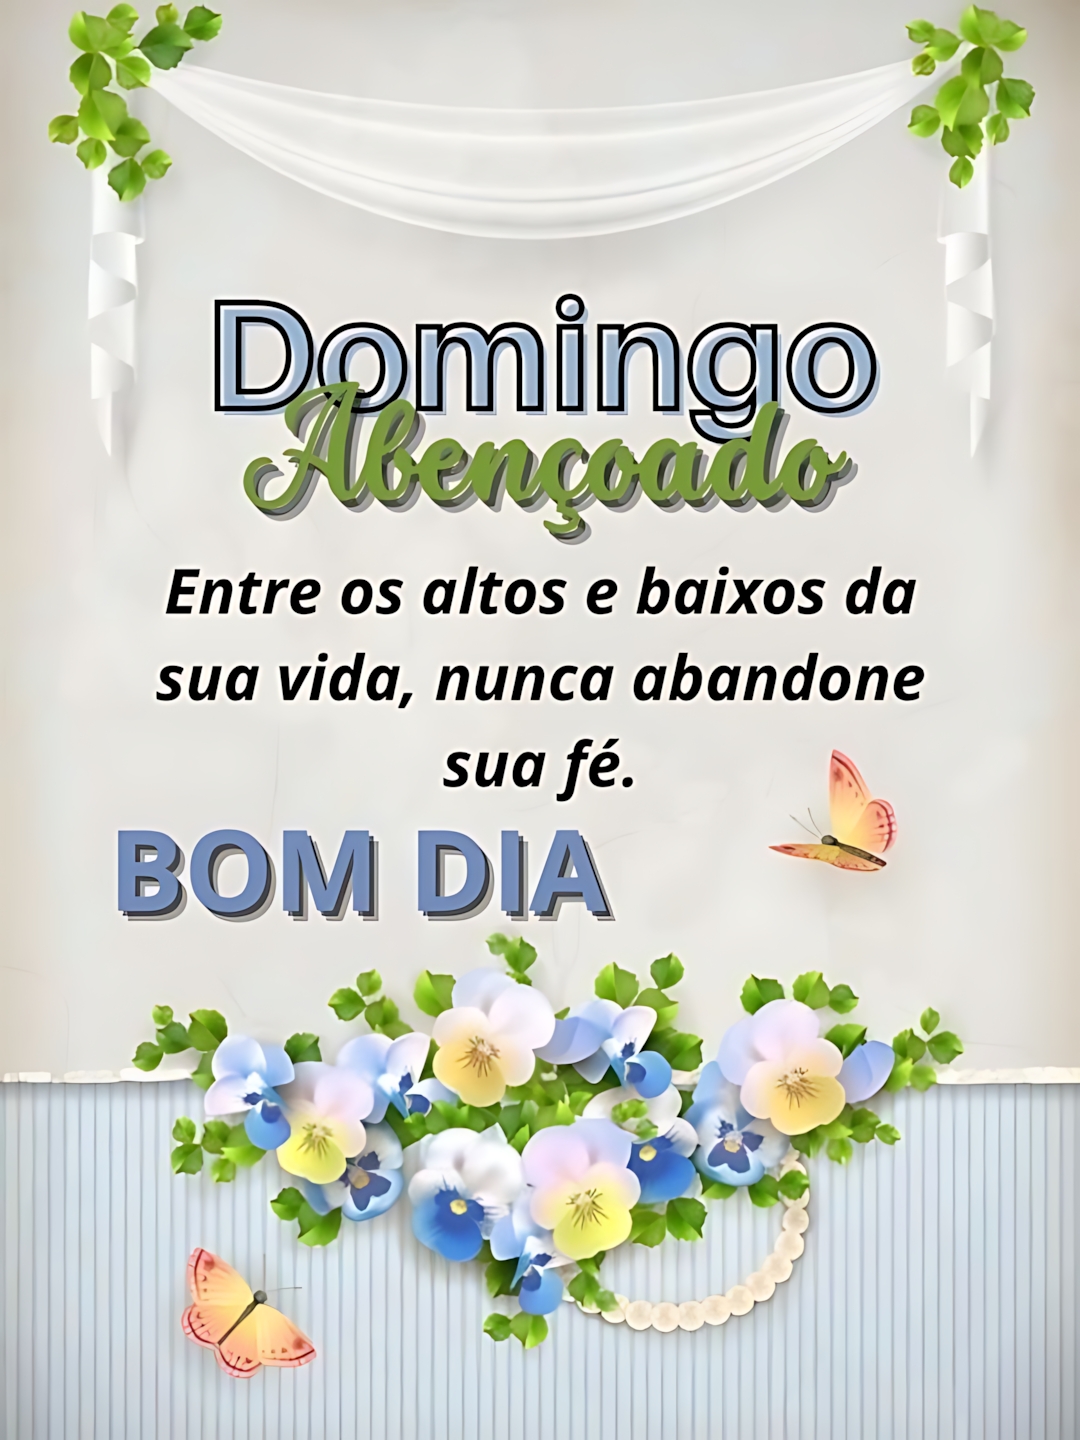 Domingo
Abençoado
Entre os altos e baixos da
sua vida, nunca abandone
sua fé.
BOM DIA